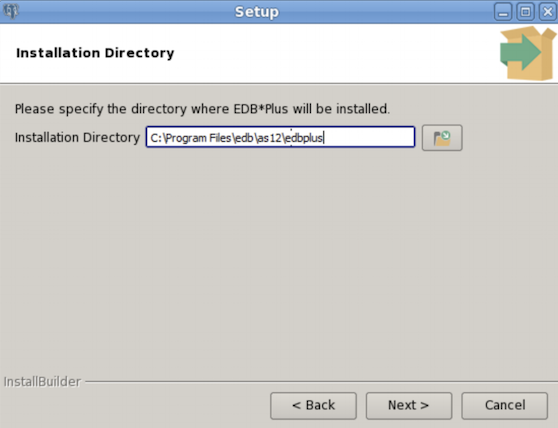 Setup
Installation Directory
Please specify the directory where EDB*Plus will be installed.
Installation Directory C:\Program Files\edb\as12\edbplus
InstallBuilder
< Back Next > Cancel